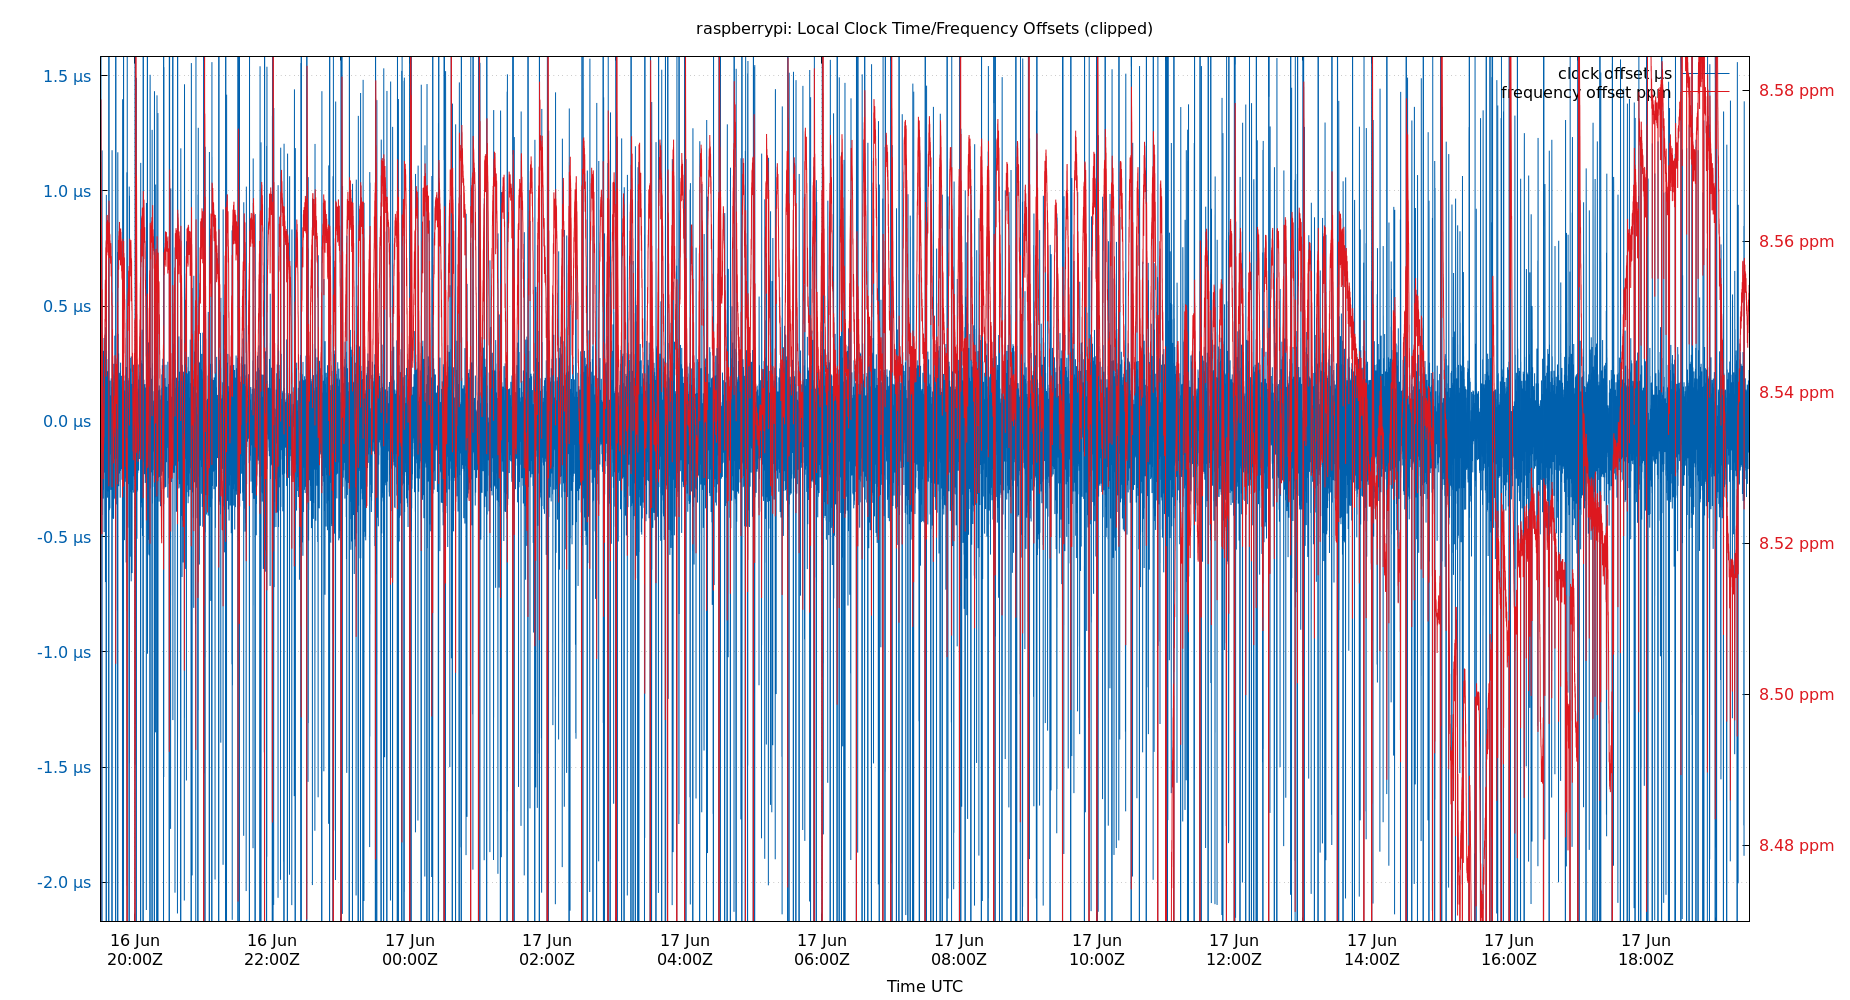 raspberrypi: Local Clock Time/Frequency Offsets (clipped)
clock offset µs
frequency offset ppm
1.5 µs
1.0 µs
0.5 µs
0.0 µs
-0.5 µs
-1.0 µs
-1.5 µs
-2.0 µs
8.58 ppm
8.56 ppm
8.54 ppm
8.52 ppm
8.50 ppm
8.48 ppm
16 Jun 16 Jun 17 Jun 17 Jun 17 Jun 17 Jun 17 Jun 17 Jun 17 Jun 17 Jun 17 Jun 17 Jun
20:00Z 22:00Z 00:00Z 02:00Z 04:00Z 06:00Z 08:00Z 10:00Z 12:00Z 14:00Z 16:00Z 18:00Z
Time UTC